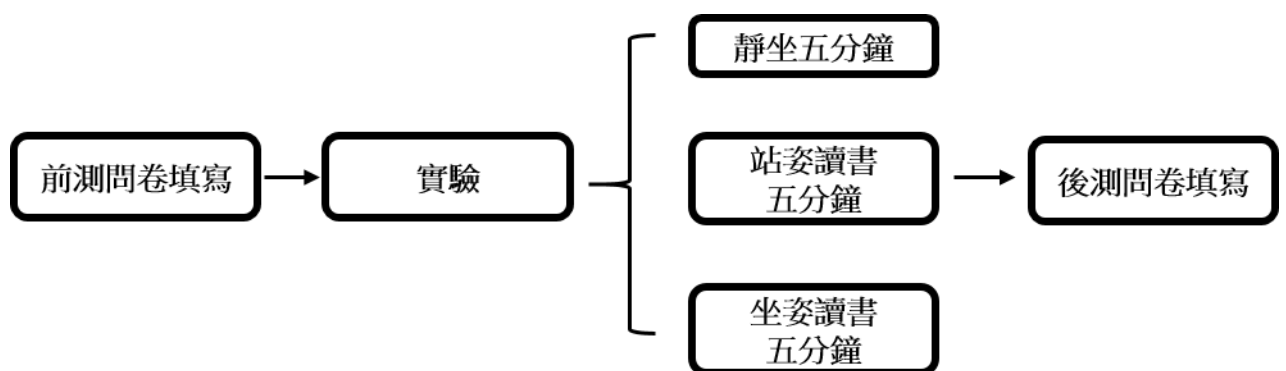 前測問卷填寫
實驗
靜坐五分鐘
站姿讀書
五分鐘
坐姿讀書
五分鐘
後測問卷填寫